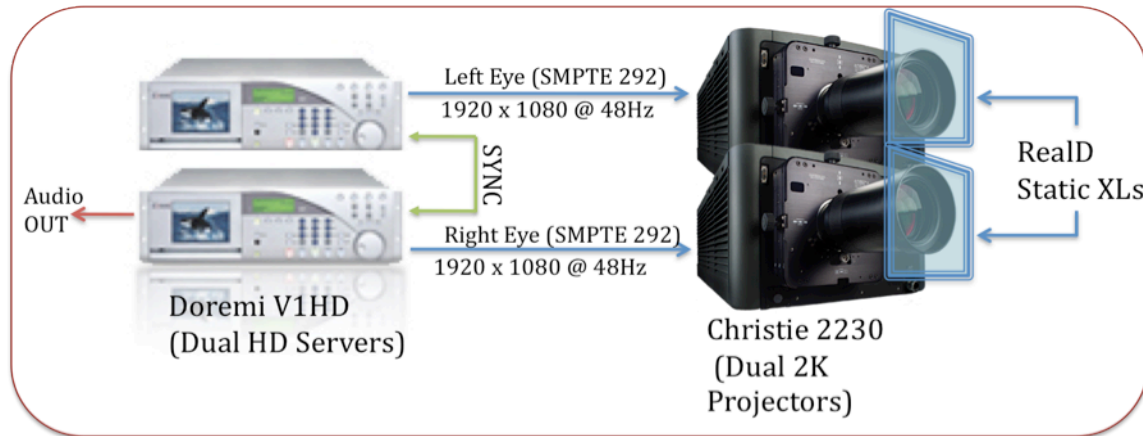 Left Eye (SMPTE 292)
1920 x 1080 @ 48Hz
SYNC
Audio
OUT
Right Eye (SMPTE 292)
1920 x 1080 @ 48Hz
RealD
Static XLs
Doremi V1HD
(Dual HD Servers)
Christie 2230
(Dual 2K
Projectors)